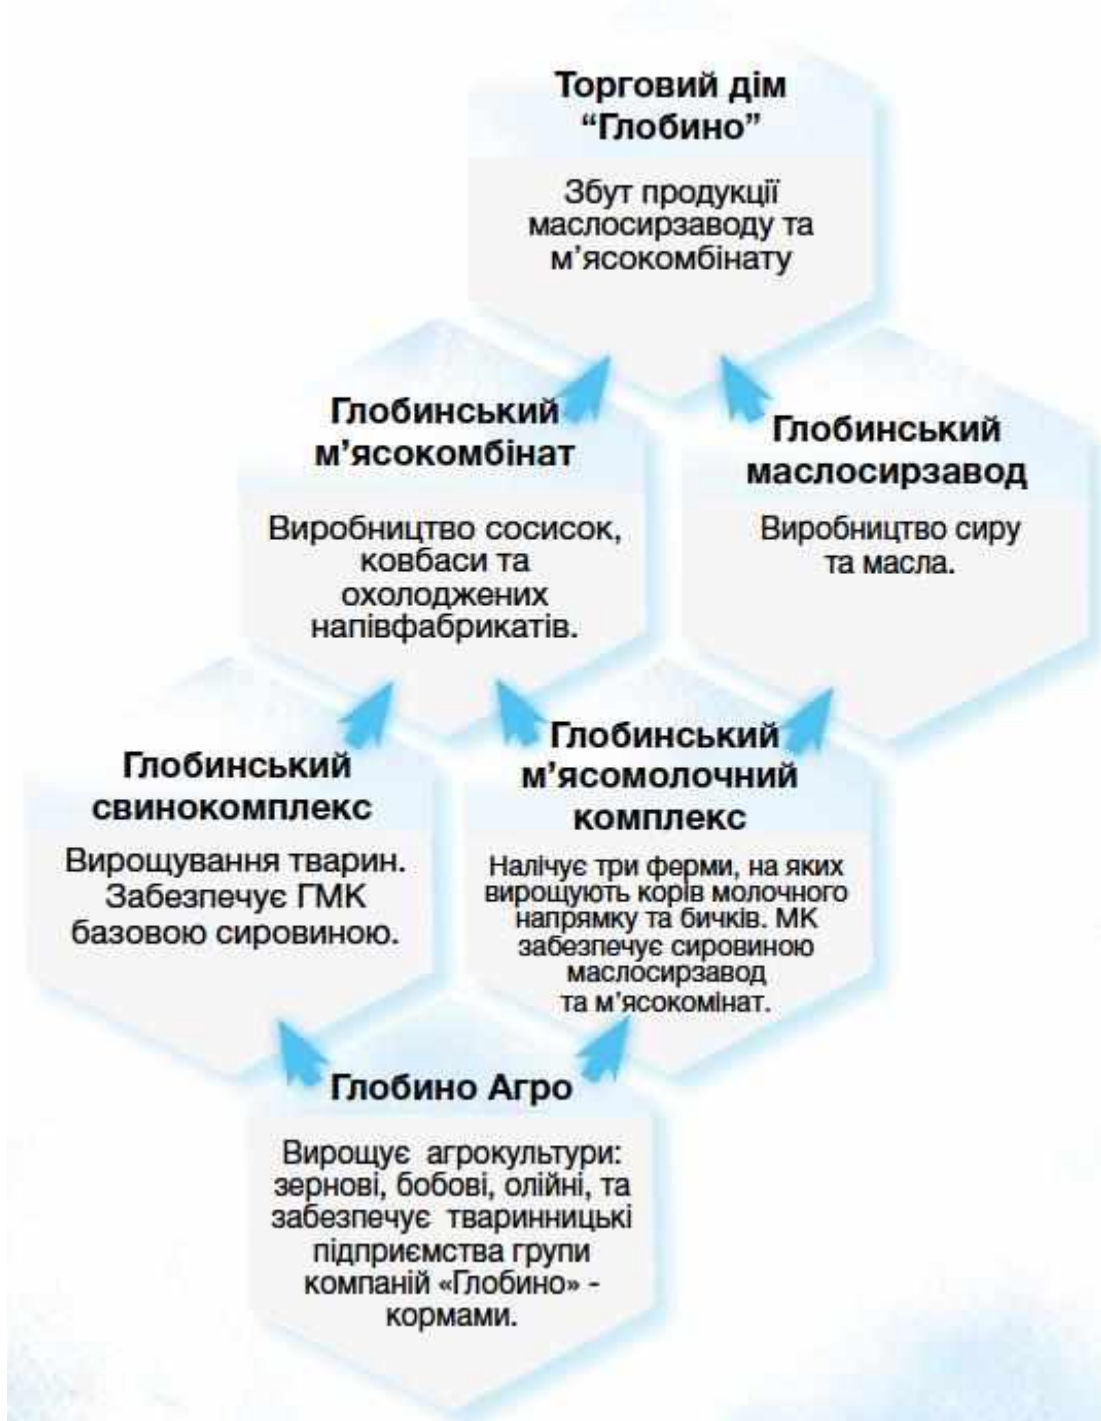 Торговий дім
“Глобино”
Збут продукції
маслосирзаводу та
м’ясокомбінату
Глобинський
м’ясокомбінат
Виробництво сосисок,
ковбаси та
охолоджених
напівфабрикатів.
Глобинський
маслосирзавод
Виробництво сиру
та масла.
Глобинський
свинокомплекс
Вирощування тварин.
Забезпечує ГМК
базовою сировиною.
Глобинський
м’ясомолочний
комплекс
Налічує три ферми, на яких
вирощують корів молочного
напрямку та бичків. МК
забезпечує сировиною
маслосирзавод
та м’ясокомінат.
Глобино Агро
Вирощує агрокультури:
зернові, бобові, олійні, та
забезпечує тваринницькі
підприємства групи
компаній «Глобино» -
кормами.